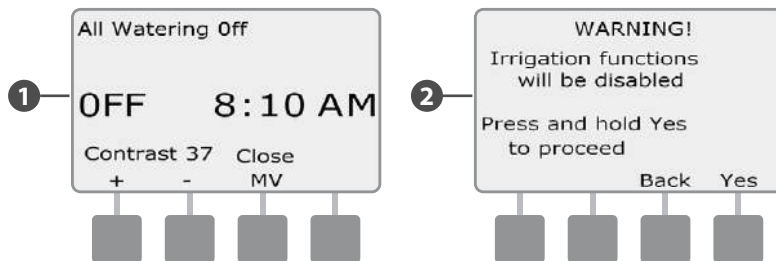 All Watering Off
1
OFF 8:10 AM
Contrast 37 Close
+ - MV
WARNING!
Irrigation functions
will be disabled
2
Press and hold Yes
to proceed
Back Yes